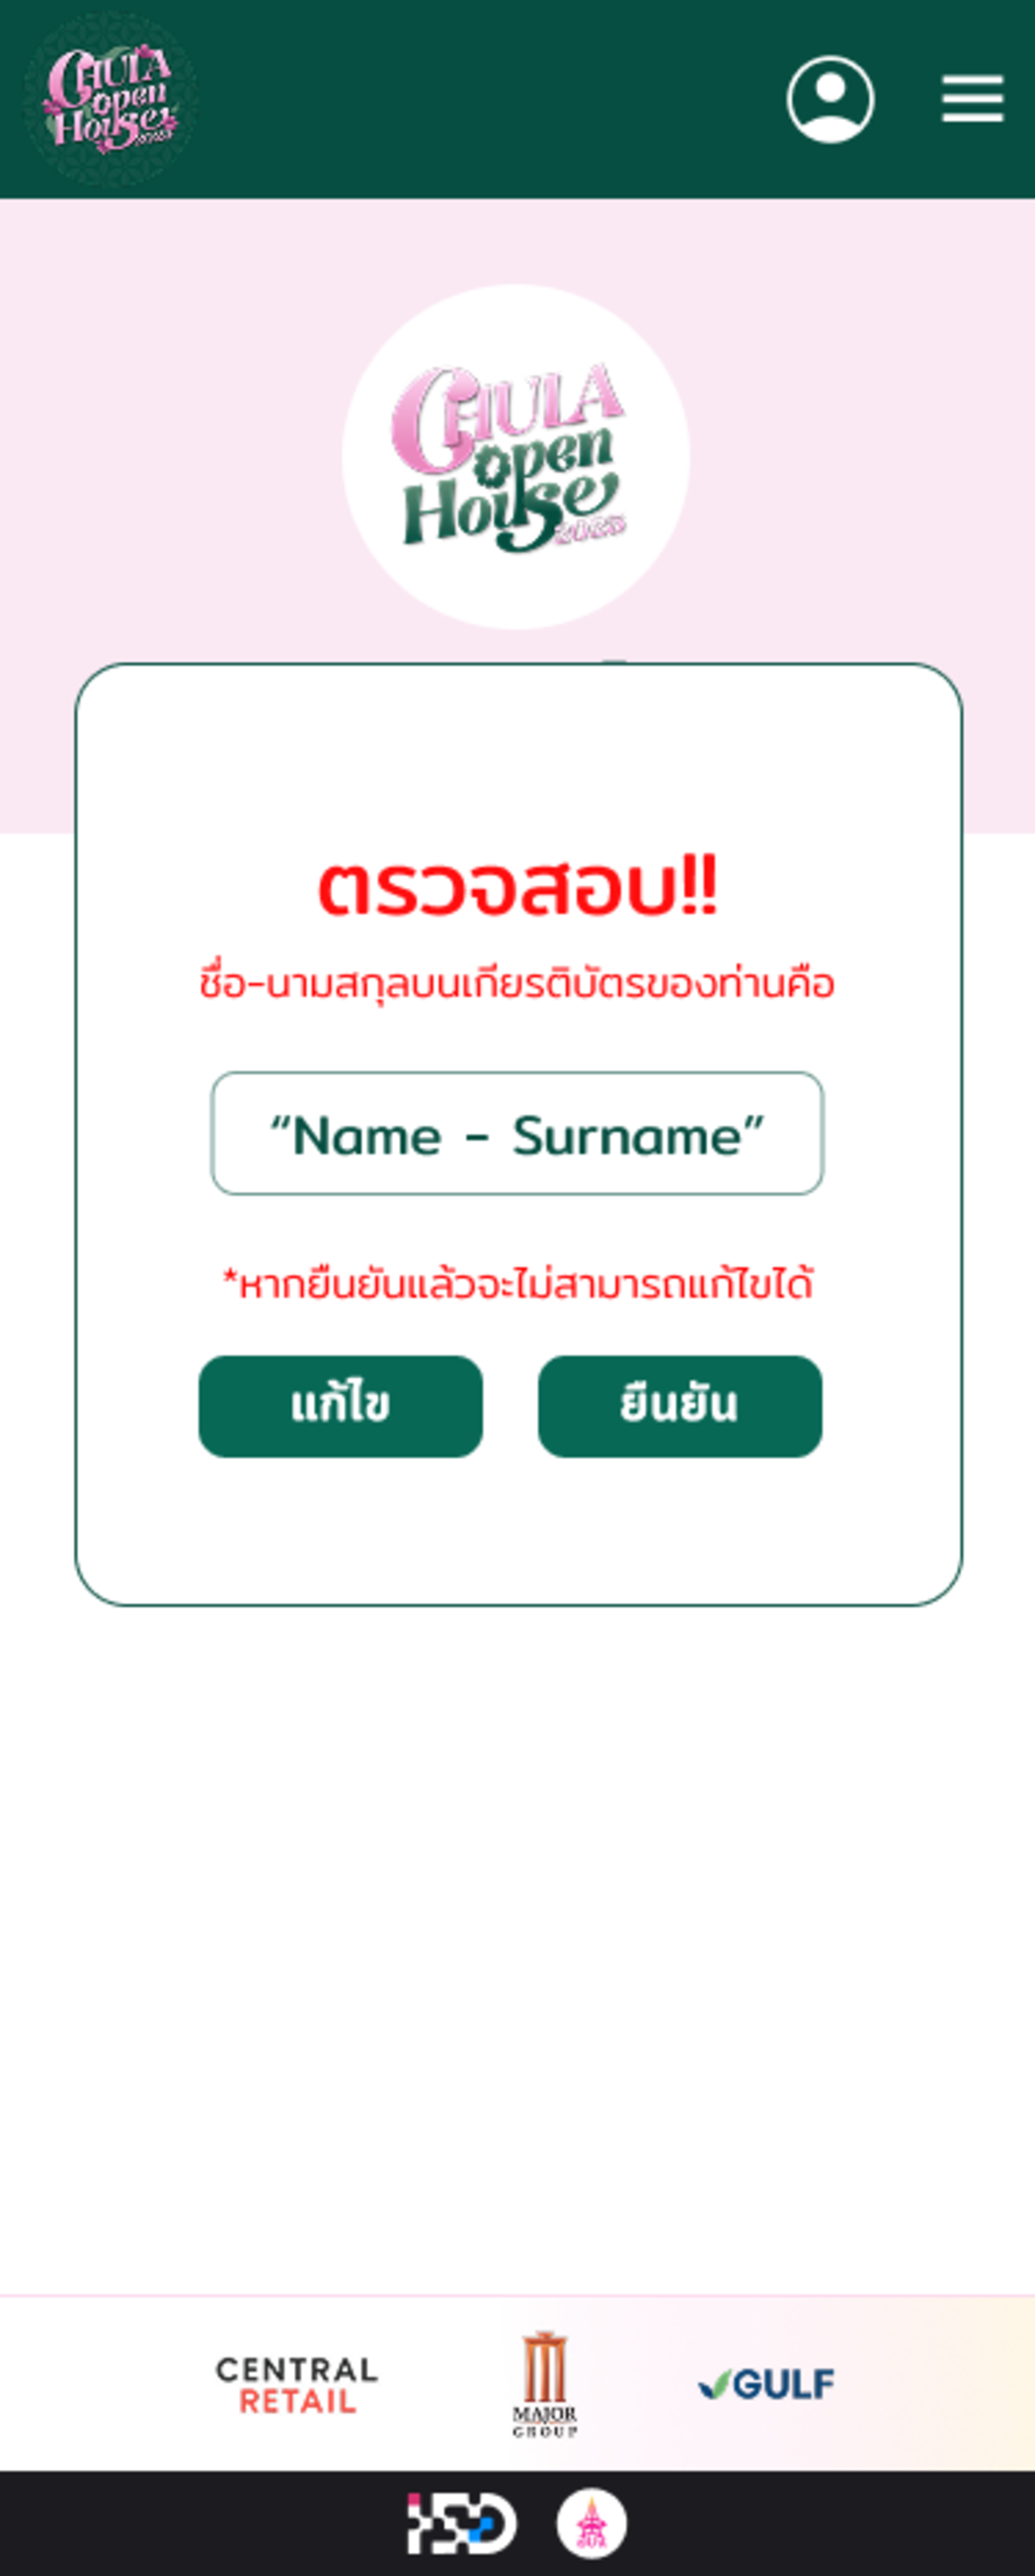 CHULA
open
House
CHULA
open
House
ตรวจสอบ!!
ชื่อ-นามสกุลบนเกียรติบัตรของท่านคือ
“Name - Surname”
*หากยืนยันแล้วจะไม่สามารถแก้ไขได้
แก้ไข
ยืนยัน
CENTRAL
RETAIL
MAJOR
GROUP
GULF
ISD